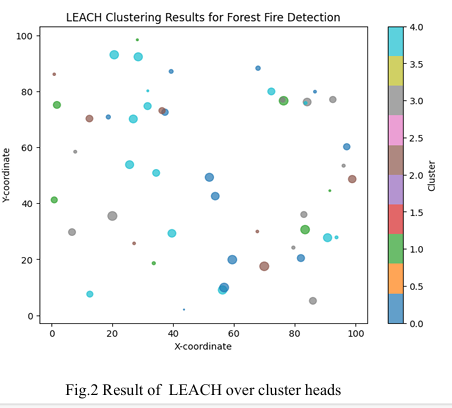 LEACH Clustering Results for Forest Fire Detection
100
80
60
40
20
0
Y-coordinate
0 20 40 60 80 100
X-coordinate
4.0
3.5
3.0
2.5
2.0
1.5
1.0
0.5
0.0
Cluster
Fig.2 Result of LEACH over cluster heads